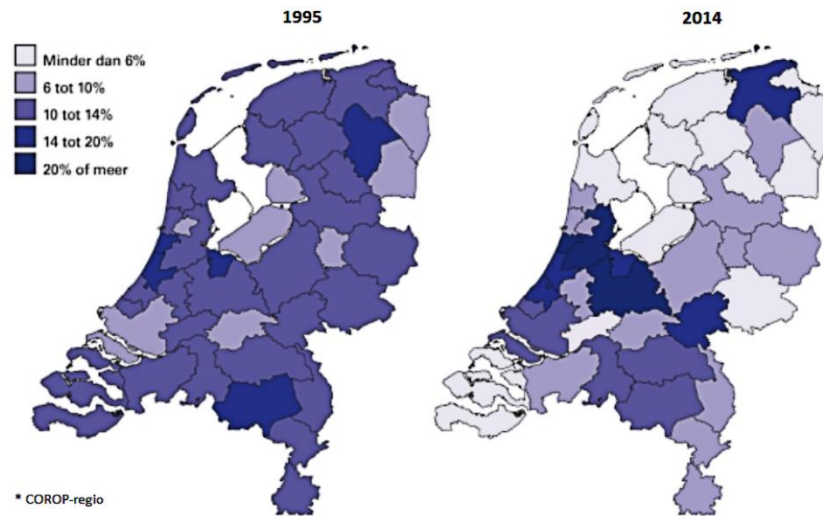 1995
2014
Minder dan 6%
6 tot 10%
10 tot 14%
14 tot 20%
20% of meer
* COROP-regio